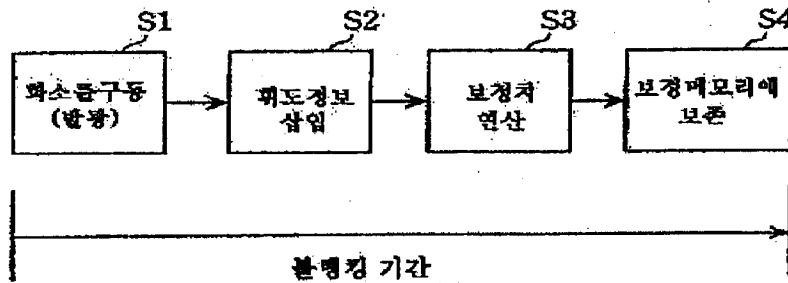 S1
S2
S3
S4
화소를구동
(발광)
휘도정보
삽입
보정치
연산
보정메모리에
보존
블랭킹 기간